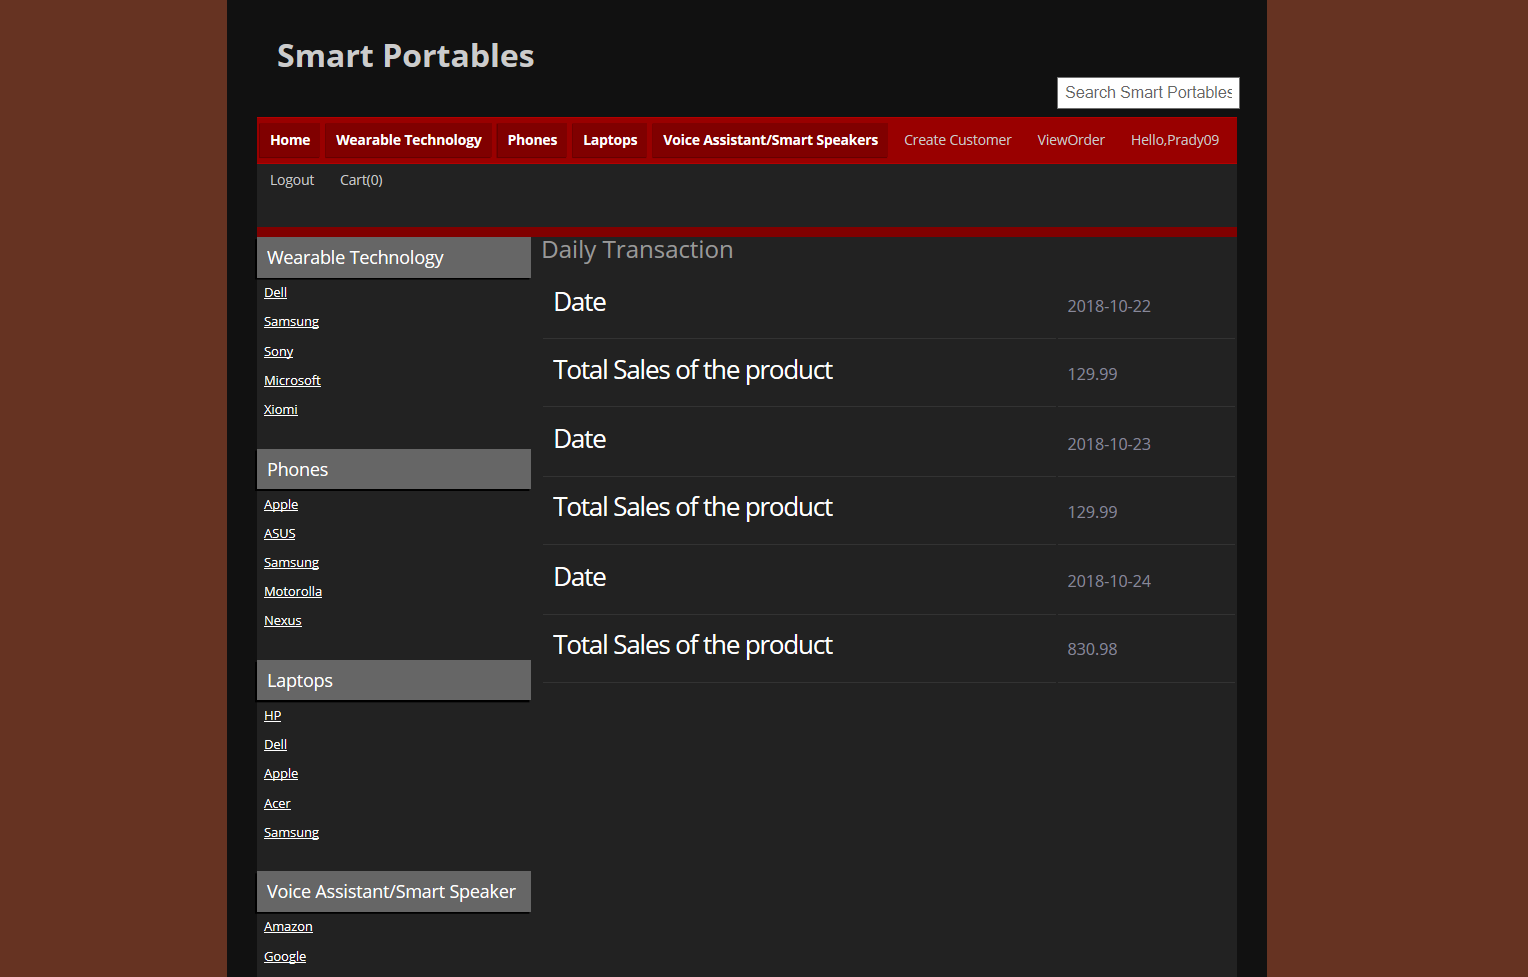 Smart Portables
Search Smart Portables
Home Wearable Technology Phones Laptops Voice Assistant/Smart Speakers Create Customer ViewOrder Hello,Prady09
Logout Cart(0)
Wearable Technology
Dell
Samsung
Sony
Microsoft
Xiomi
Phones
Apple
ASUS
Samsung
Motorolla
Nexus
Laptops
HP
Dell
Apple
Acer
Samsung
Voice Assistant/Smart Speaker
Amazon
Google
Daily Transaction
Date 2018-10-22
Total Sales of the product 129.99
Date 2018-10-23
Total Sales of the product 129.99
Date 2018-10-24
Total Sales of the product 830.98